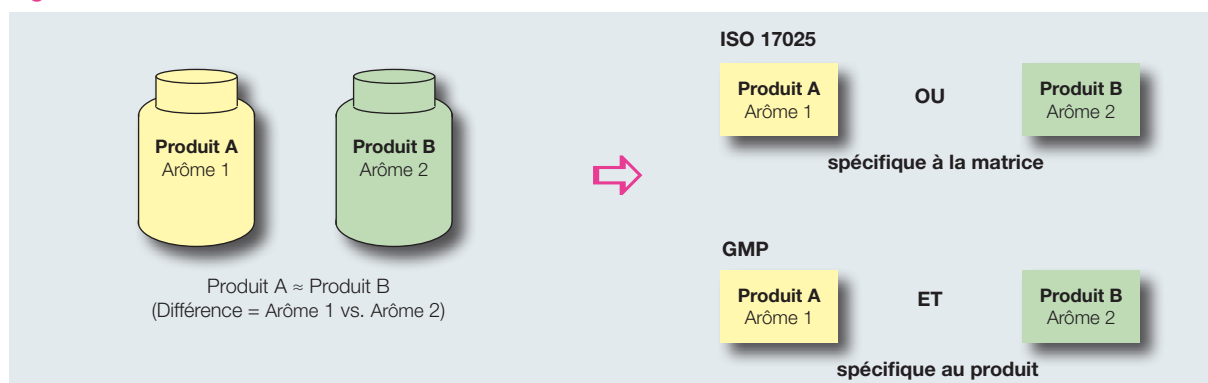 Produit A
Arôme 1
Produit B
Arôme 2
Produit A ≈ Produit B
(Différence = Arôme 1 vs. Arôme 2)
ISO 17025
Produit A
Arôme 1
OU
Produit B
Arôme 2
spécifique à la matrice
GMP
Produit A
Arôme 1
ET
Produit B
Arôme 2
spécifique au produit